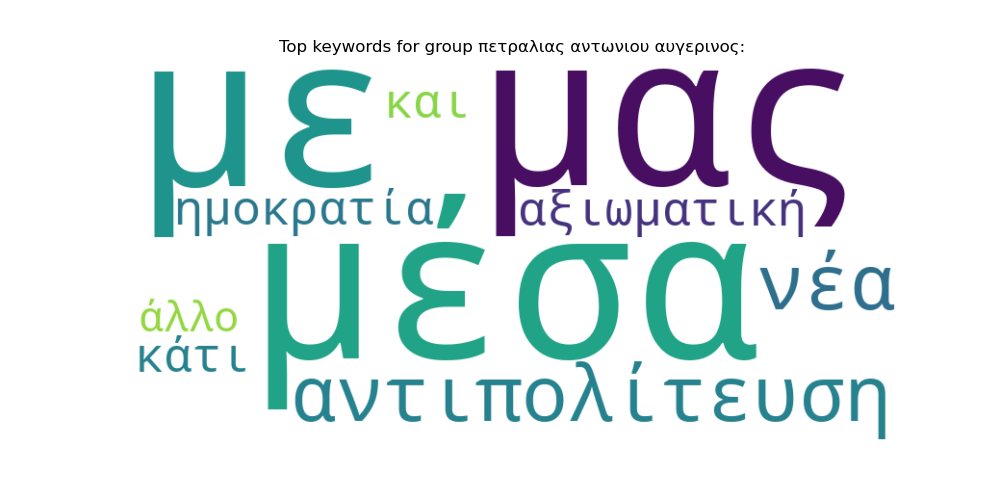 Top keywords for group πετραλιας αντωνιου αυγερινος:
με και μας
ημοκρατία αξιωματική
μέσα νέα
άλλο
κάτι
αντιπολίτευση